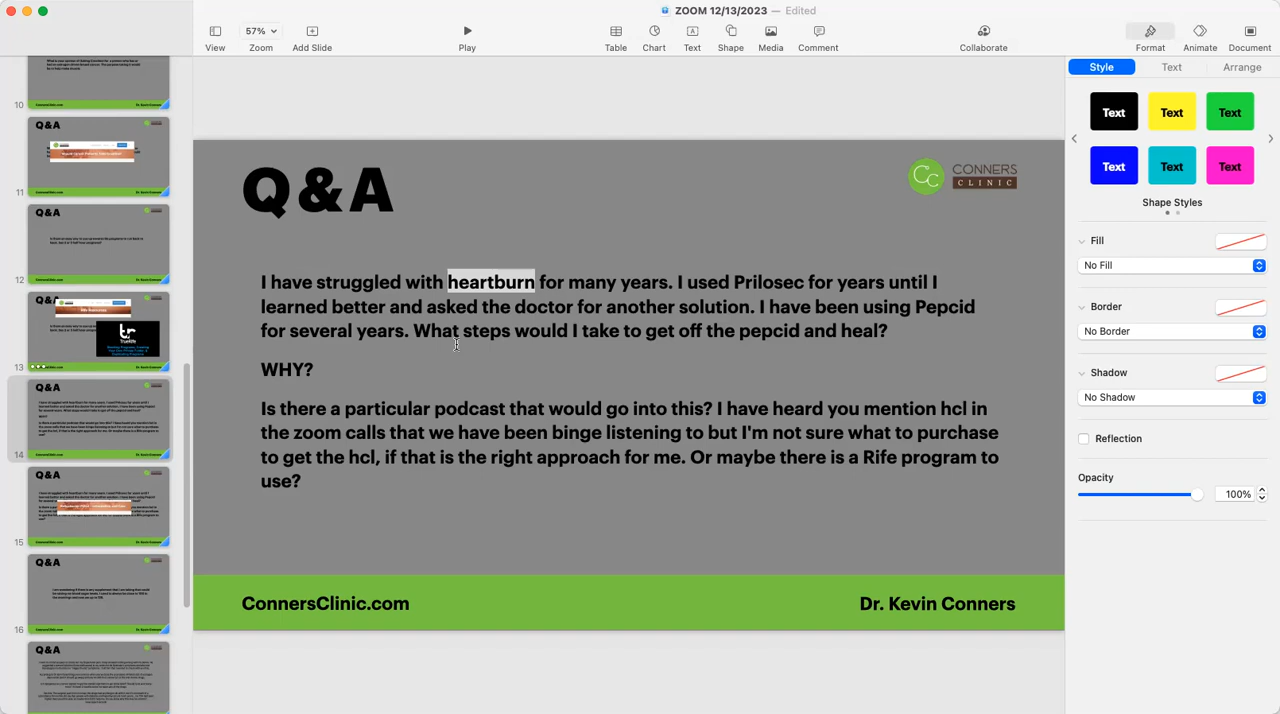 ZOOM 12/13/2023 — Edited
57%
View
Zoom
Add Slide
Play
Table
Chart
Text
Shape
Media
Comment
Collaborate
Format
Animate
Document
Style
Text
Arrange
Text
Text
Text
Text
Text
Text
Shape Styles
Fill
No Fill
Border
No Border
Shadow
No Shadow
Reflection
Opacity
100%
10
ConnersClinic.com
Dr. Kevin Conners
Q&A
11
Q&A
12
Q&A
13
Q&A
14
Q&A
15
Q&A
16
Q&A
Q&A
CC
CONNERS
CLINIC
I have struggled with heartburn for many years. I used Prilosec for years until I
learned better and asked the doctor for another solution. I have been using Pepcid
for several years. What steps would I take to get off the pepcid and heal?
WHY?
Is there a particular podcast that would go into this? I have heard you mention hcl in
the zoom calls that we have been binge listening to but I'm not sure what to purchase
to get the hcl, if that is the right approach for me. Or maybe there is a Rife program to
use?
ConnersClinic.com
Dr. Kevin Conners